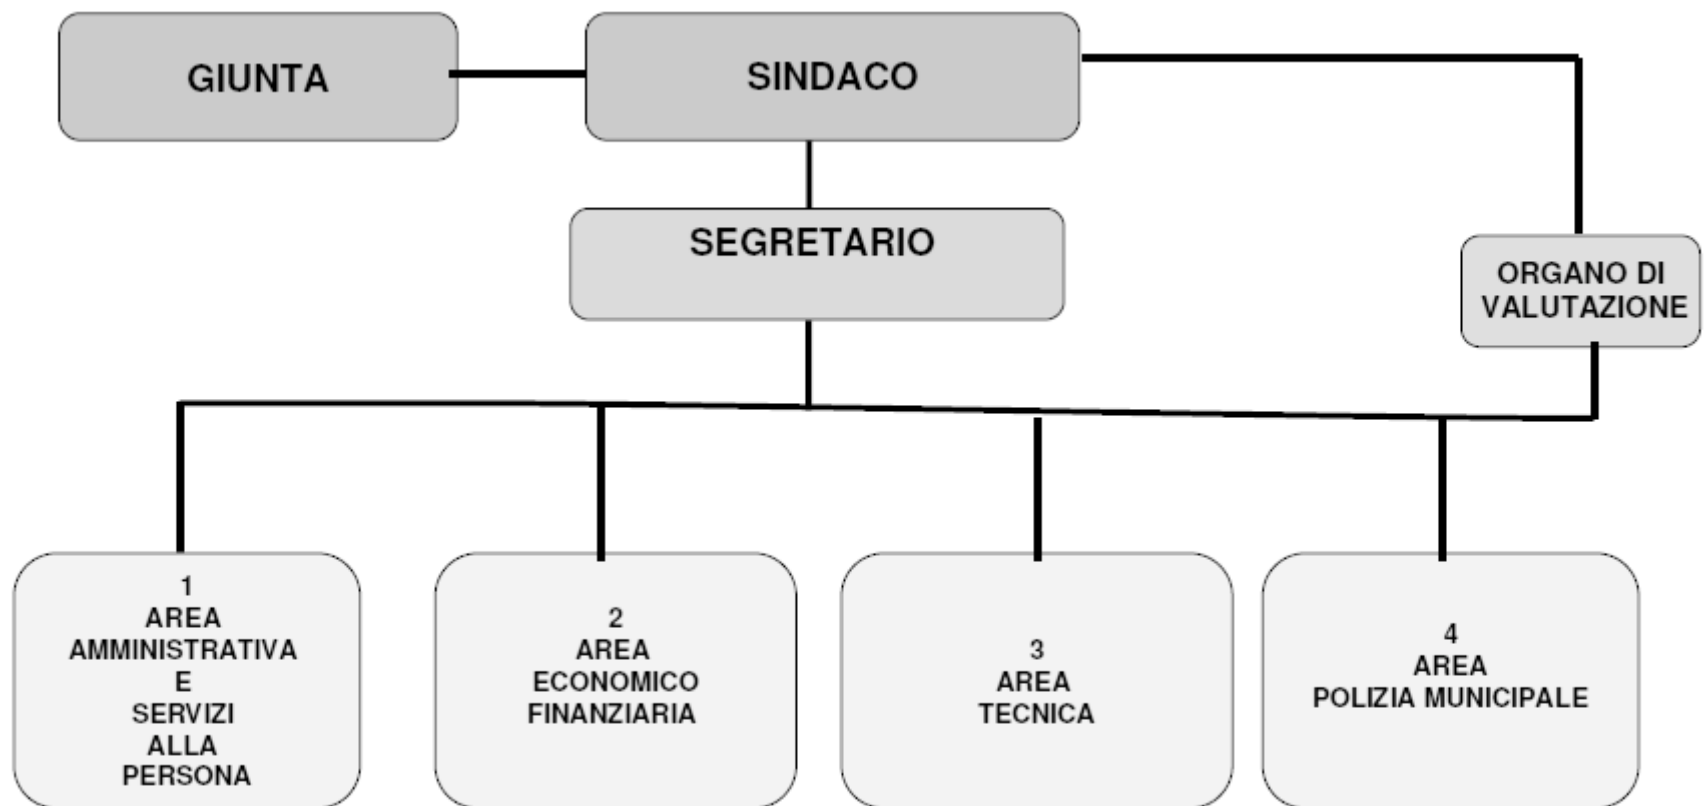 GIUNTA
SINDACO
SEGRETARIO
ORGANO DI
VALUTAZIONE
1
AREA
AMMINISTRATIVA
E
SERVIZI
ALLA
PERSONA
2
AREA
ECONOMICO
FINANZIARIA
3
AREA
TECNICA
4
AREA
POLIZIA MUNICIPALE